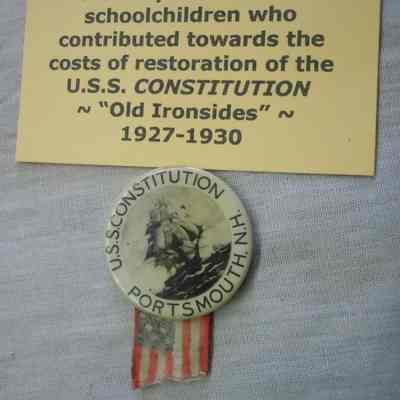 schoolchildren who
contributed towards the
costs of restoration of the
U.S.S. CONSTITUTION
~ “Old Ironsides” ~
1927-1930
U.S.S. CONSTITUTION
PORTSMOUTH, N.H.